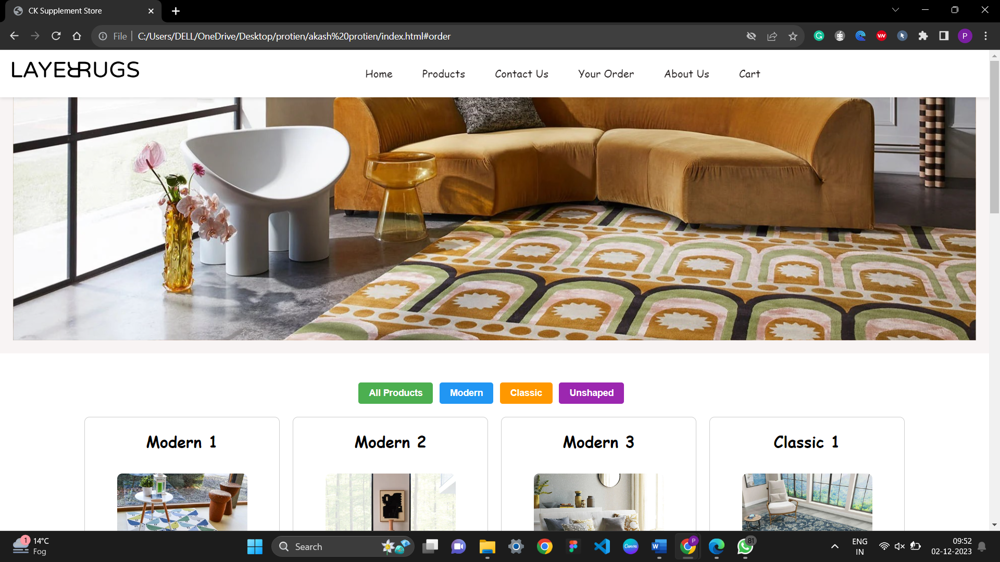 CK Supplement Store
File
C:/Users/DELL/OneDrive/Desktop/protien/akash%20protien/index.html#order
P
LAYERRUGS
Home Products Contact Us Your Order About Us Cart
All Products Modern Classic Unshaped
Modern 1 Modern 2 Modern 3 Classic 1
1
14°C
Fog
Search
Canva
W
P
81
ENG
IN
09:52
02-12-2023